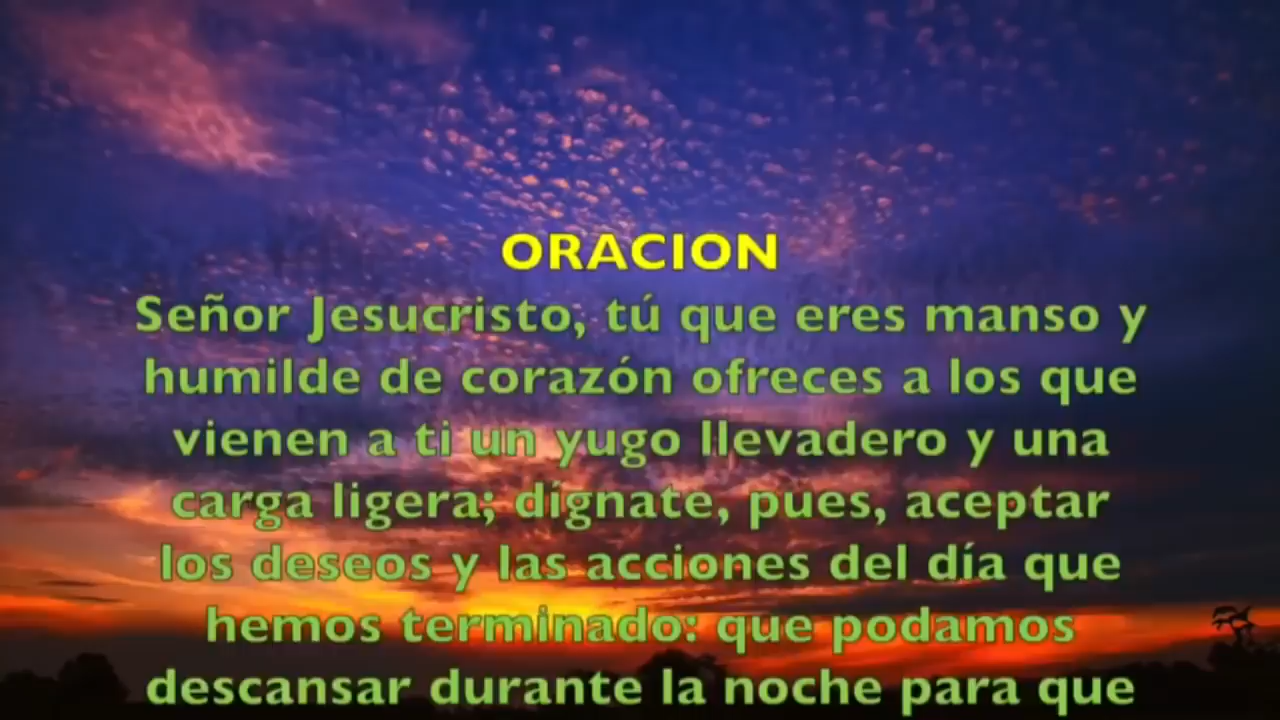 ORACION
Señor Jesucristo, tú que eres manso y
humilde de corazón ofreces a los que
vienen a ti un yugo llevadero y una
carga ligera; dígnate, pues, aceptar
los deseos y las acciones del día que
hemos terminado: que podamos
descansar durante la noche para que